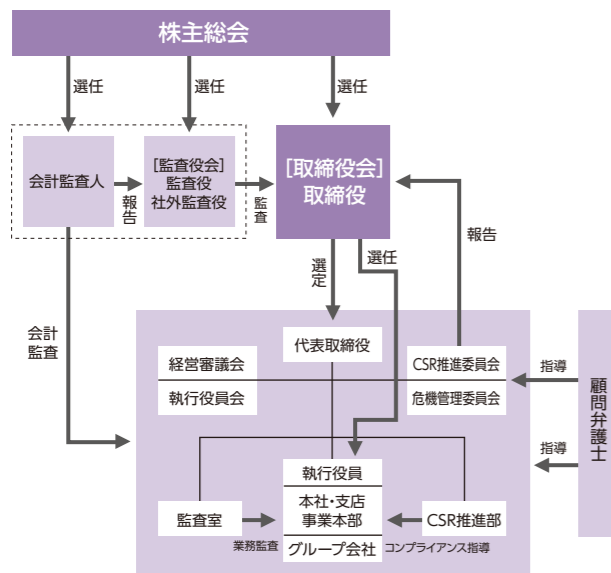 株主総会
選任
選任
選任
会計監査人
報告
[監査役会]
監査役
社外監査役
監査
[取締役会]
取締役
選定
選任
報告
会計
監査
代表取締役
経営審議会
執行役員会
CSR推進委員会
危機管理委員会
指導
指導
顧問弁護士
執行役員
本社・支店
事業本部
グループ会社
監査室
業務監査
CSR推進部
コンプライアンス指導